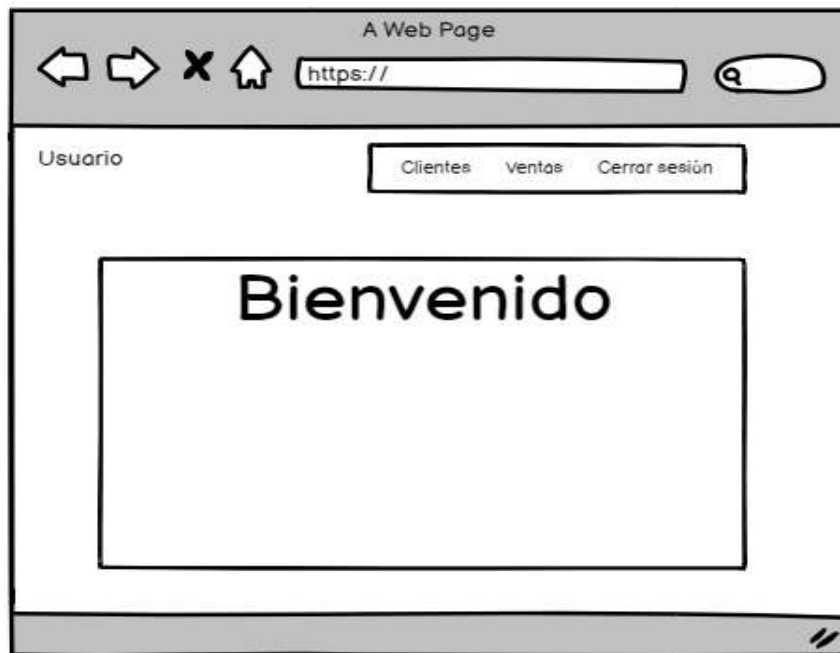 A Web Page
https://
Usuario
Clientes Ventas Cerrar sesión
Bienvenido